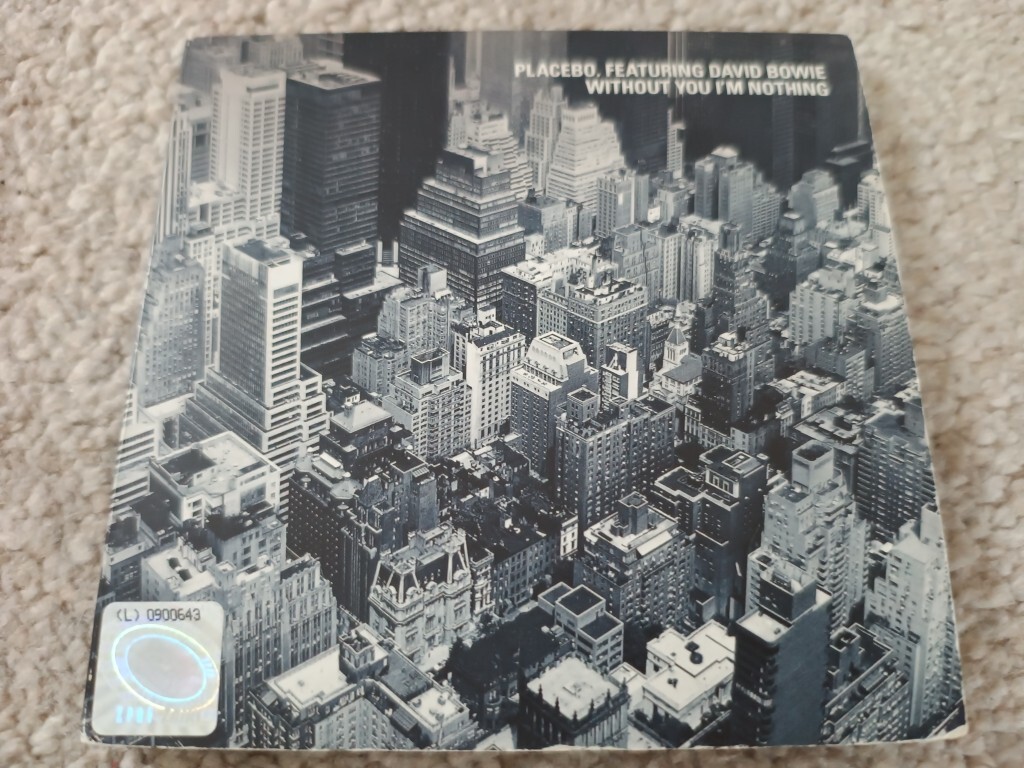 PLACEBO, FEATURING DAVID BOWIE
WITHOUT YOU I'M NOTHING
(L) 0900643